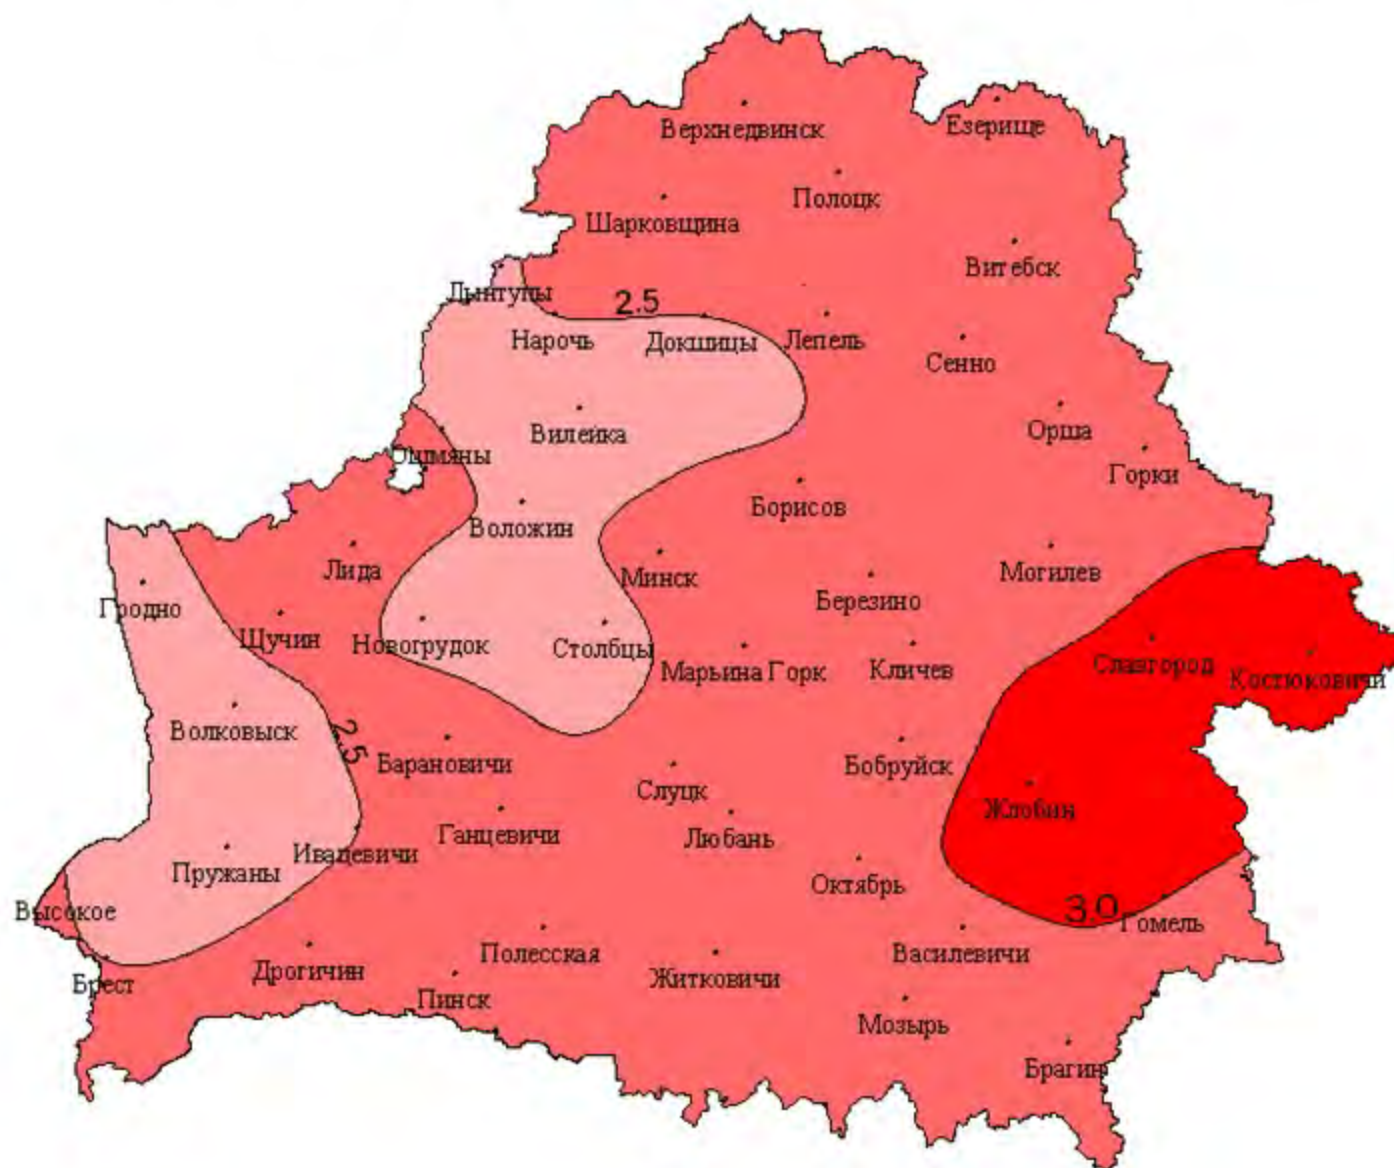 Верхнедвинск
Езерище
Полоцк
Шарковщина
Витебск
Лынтупы
2.5
Нарочь
Докшицы
Лепель
Сенно
Орша
Вилейка
Ошмяны
Горки
Борисов
Воложин
Лида
Минск
Могилев
Березино
Гродно
Щучин
Новогрудок
Столбцы
Марьина Горк
Кличев
Славгород
Костюковичи
Волковыск
2.5
Барановичи
Бобруйск
Слуцк
Жлобин
Ганцевичи
Любань
Ивацевичи
Пружаны
Октябрь
Высокое
3.0
Гомель
Полесская
Василевичи
Дрогичин
Житковичи
Брест
Пинск
Мозырь
Брагин